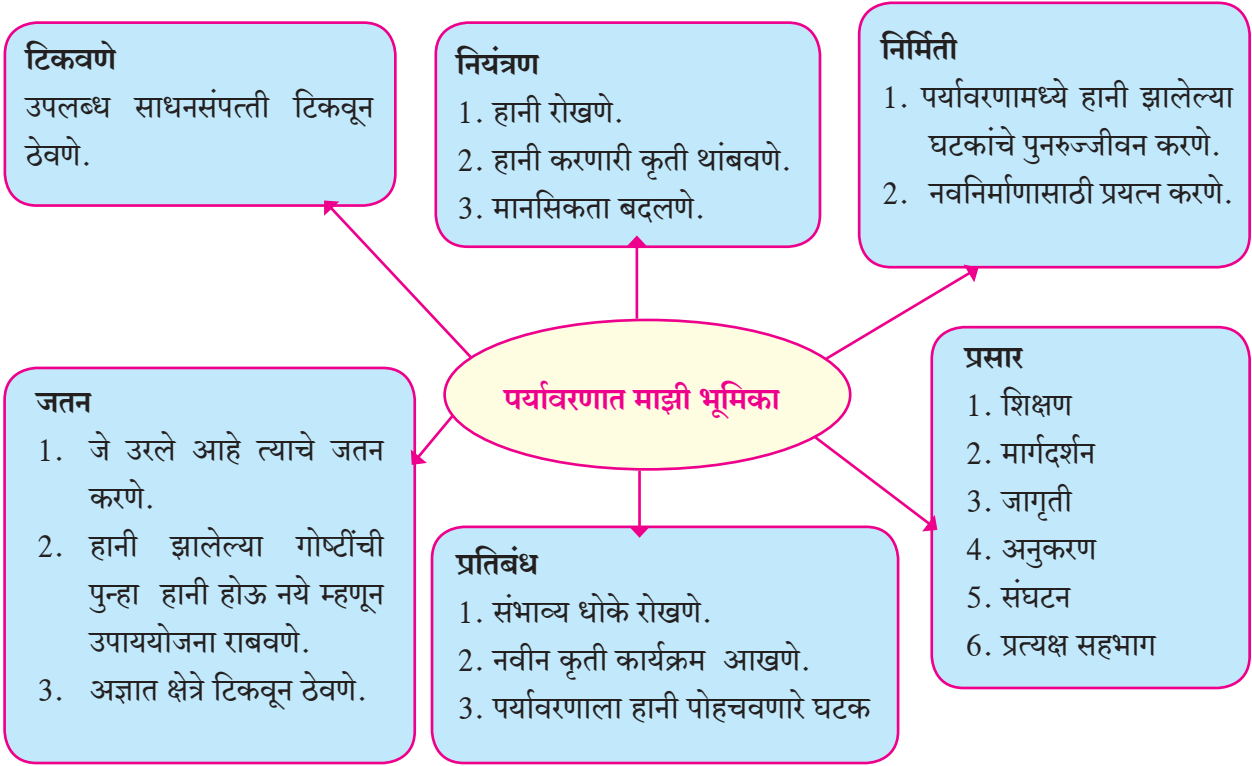 टिकवणे
उपलब्ध साधनसंपत्ती टिकवून
ठेवणे.
नियंत्रण
1. हानी रोखणे.
2. हानी करणारी कृती थांबवणे.
3. मानसिकता बदलणे.
निर्मिती
1. पर्यावरणामध्ये हानी झालेल्या
घटकांचे पुनरुज्जीवन करणे.
2. नवनिर्माणासाठी प्रयत्न करणे.
पर्यावरणात माझी भूमिका
जतन
1. जे उरले आहे त्याचे जतन
करणे.
2. हानी झालेल्या गोष्टींची
पुन्हा हानी होऊ नये म्हणून
उपाययोजना राबवणे.
3. अज्ञात क्षेत्रे टिकवून ठेवणे.
प्रतिबंध
1. संभाव्य धोके रोखणे.
2. नवीन कृती कार्यक्रम आखणे.
3. पर्यावरणाला हानी पोहचवणारे घटक
प्रसार
1. शिक्षण
2. मार्गदर्शन
3. जागृती
4. अनुकरण
5. संघटन
6. प्रत्यक्ष सहभाग